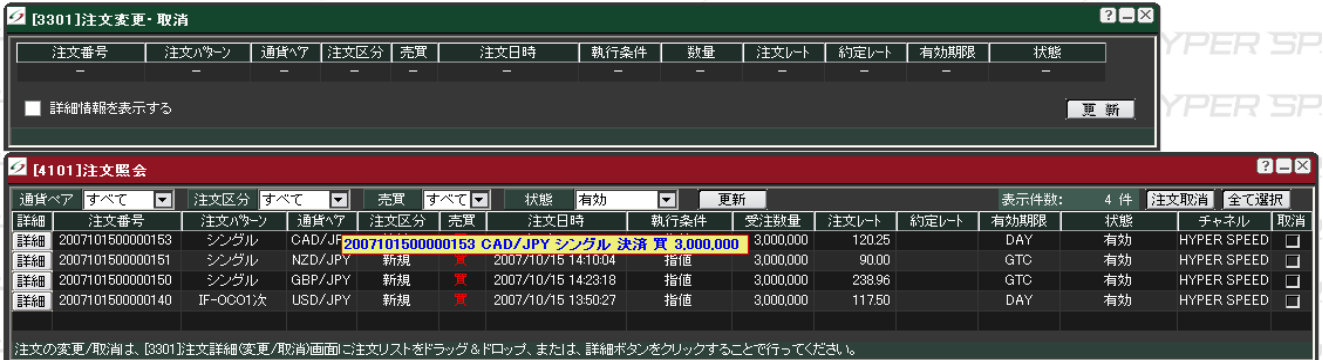 [3301]注文変更・取消
注文番号 注文パターン 通貨ペア 注文区分 売買 注文日時 執行条件 数量 注文レート 約定レート 有効期限 状態
－ － － － － － － － － － － －
詳細情報を表示する
更 新
[4101]注文照会
通貨ペア すべて 注文区分 すべて 売買 すべて 状態 有効 更新 表示件数: 4 件 注文取消 全て選択
詳細 注文番号 注文パターン 通貨ペア 注文区分 売買 注文日時 執行条件 受注数量 注文レート 約定レート 有効期限 状態 チャネル 取消
詳細 2007101500000153 シングル CAD/JP 2007101500000153 CAD/JPY シングル 決済 買 3,000,000 3,000,000 120.25 DAY 有効 HYPER SPEED
詳細 2007101500000151 シングル NZD/JPY 新規 買 2007/10/15 14:10:04 指値 3,000,000 90.00 GTC 有効 HYPER SPEED
詳細 2007101500000150 シングル GBP/JPY 新規 買 2007/10/15 14:23:18 指値 3,000,000 238.96 GTC 有効 HYPER SPEED
詳細 2007101500000140 IF-OCO1次 USD/JPY 新規 買 2007/10/15 13:50:27 指値 3,000,000 117.50 DAY 有効 HYPER SPEED
注文の変更/取消は、[3301]注文詳細(変更/取消)画面に注文リストをドラッグ＆ドロップ、または、詳細ボタンをクリックすることで行ってください。
YPER SP
YPER SP